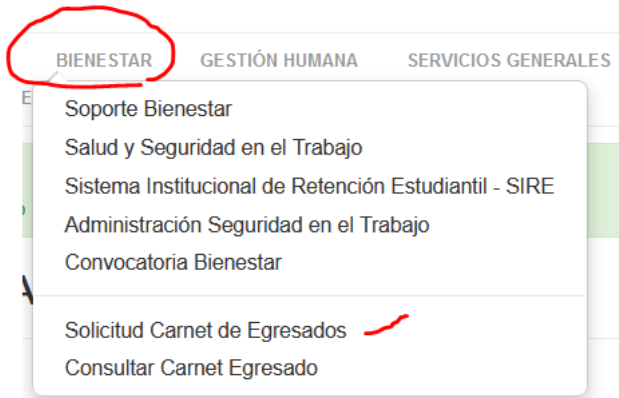 BIENESTAR GESTIÓN HUMANA SERVICIOS GENERALES
Soporte Bienestar
Salud y Seguridad en el Trabajo
Sistema Institucional de Retención Estudiantil - SIRE
Administración Seguridad en el Trabajo
Convocatoria Bienestar
Solicitud Carnet de Egresados
Consultar Carnet Egresado